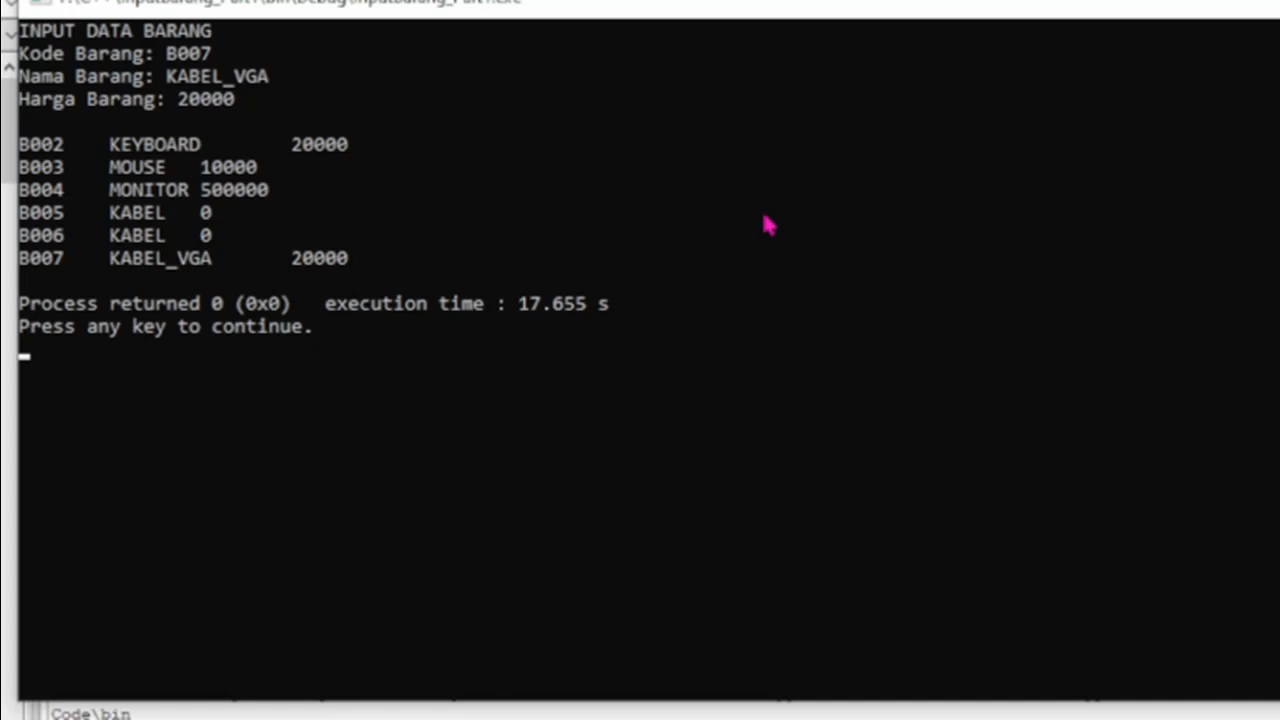 INPUT DATA BARANG
Kode Barang: B007
Nama Barang: KABEL_VGA
Harga Barang: 20000
B002 KEYBOARD 20000
B003 MOUSE 10000
B004 MONITOR 500000
B005 KABEL 0
B006 KABEL 0
B007 KABEL_VGA 20000
Process returned 0 (0x0) execution time : 17.655 s
Press any key to continue.
Code\bin